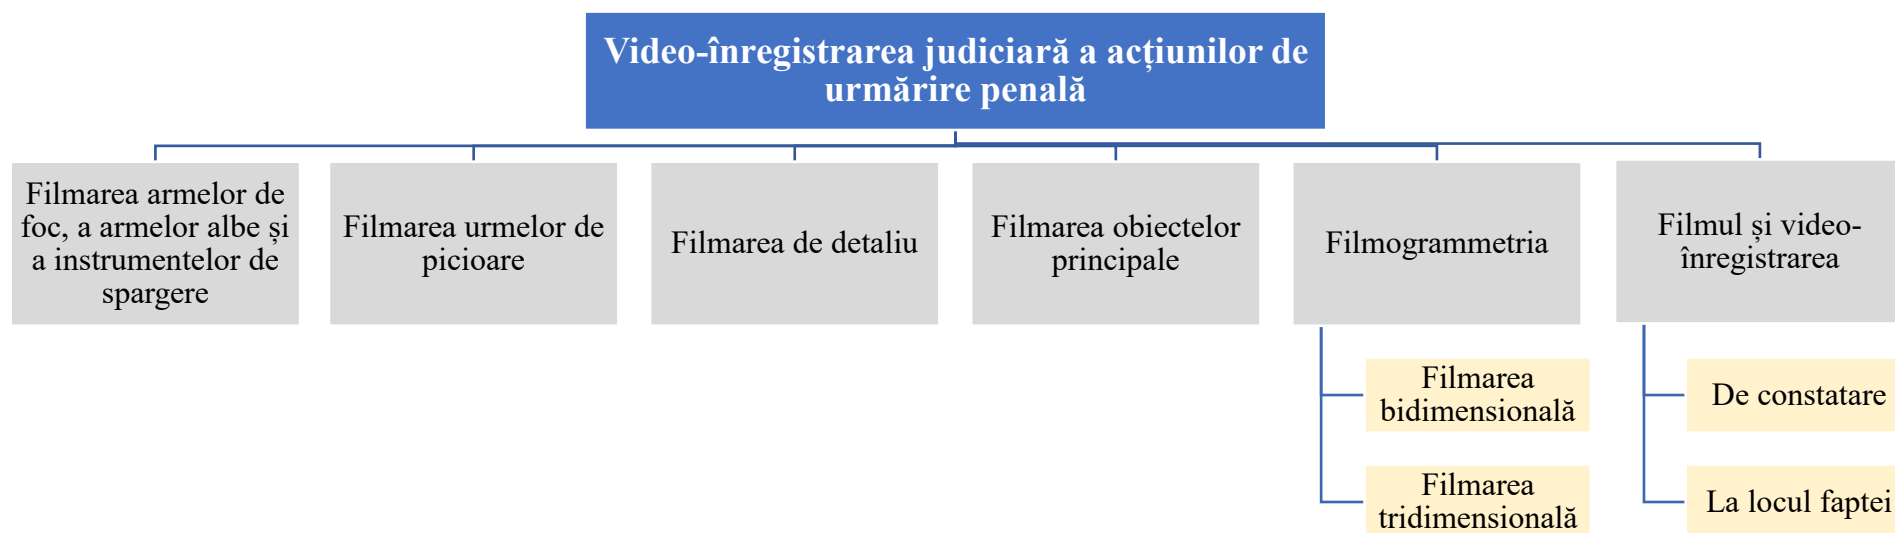 Video-înregistrarea judiciară a acțiunilor de
urmărire penală
Filmarea armelor de
foc, a armelor albe și
a instrumentelor de
spargere
Filmarea urmelor de
picioare
Filmarea de detaliu
Filmarea obiectelor
principale
Filmogrammetria
Filmul și video-
înregistrarea
Filmarea
bidimensională
De constatare
Filmarea
tridimensională
La locul faptei